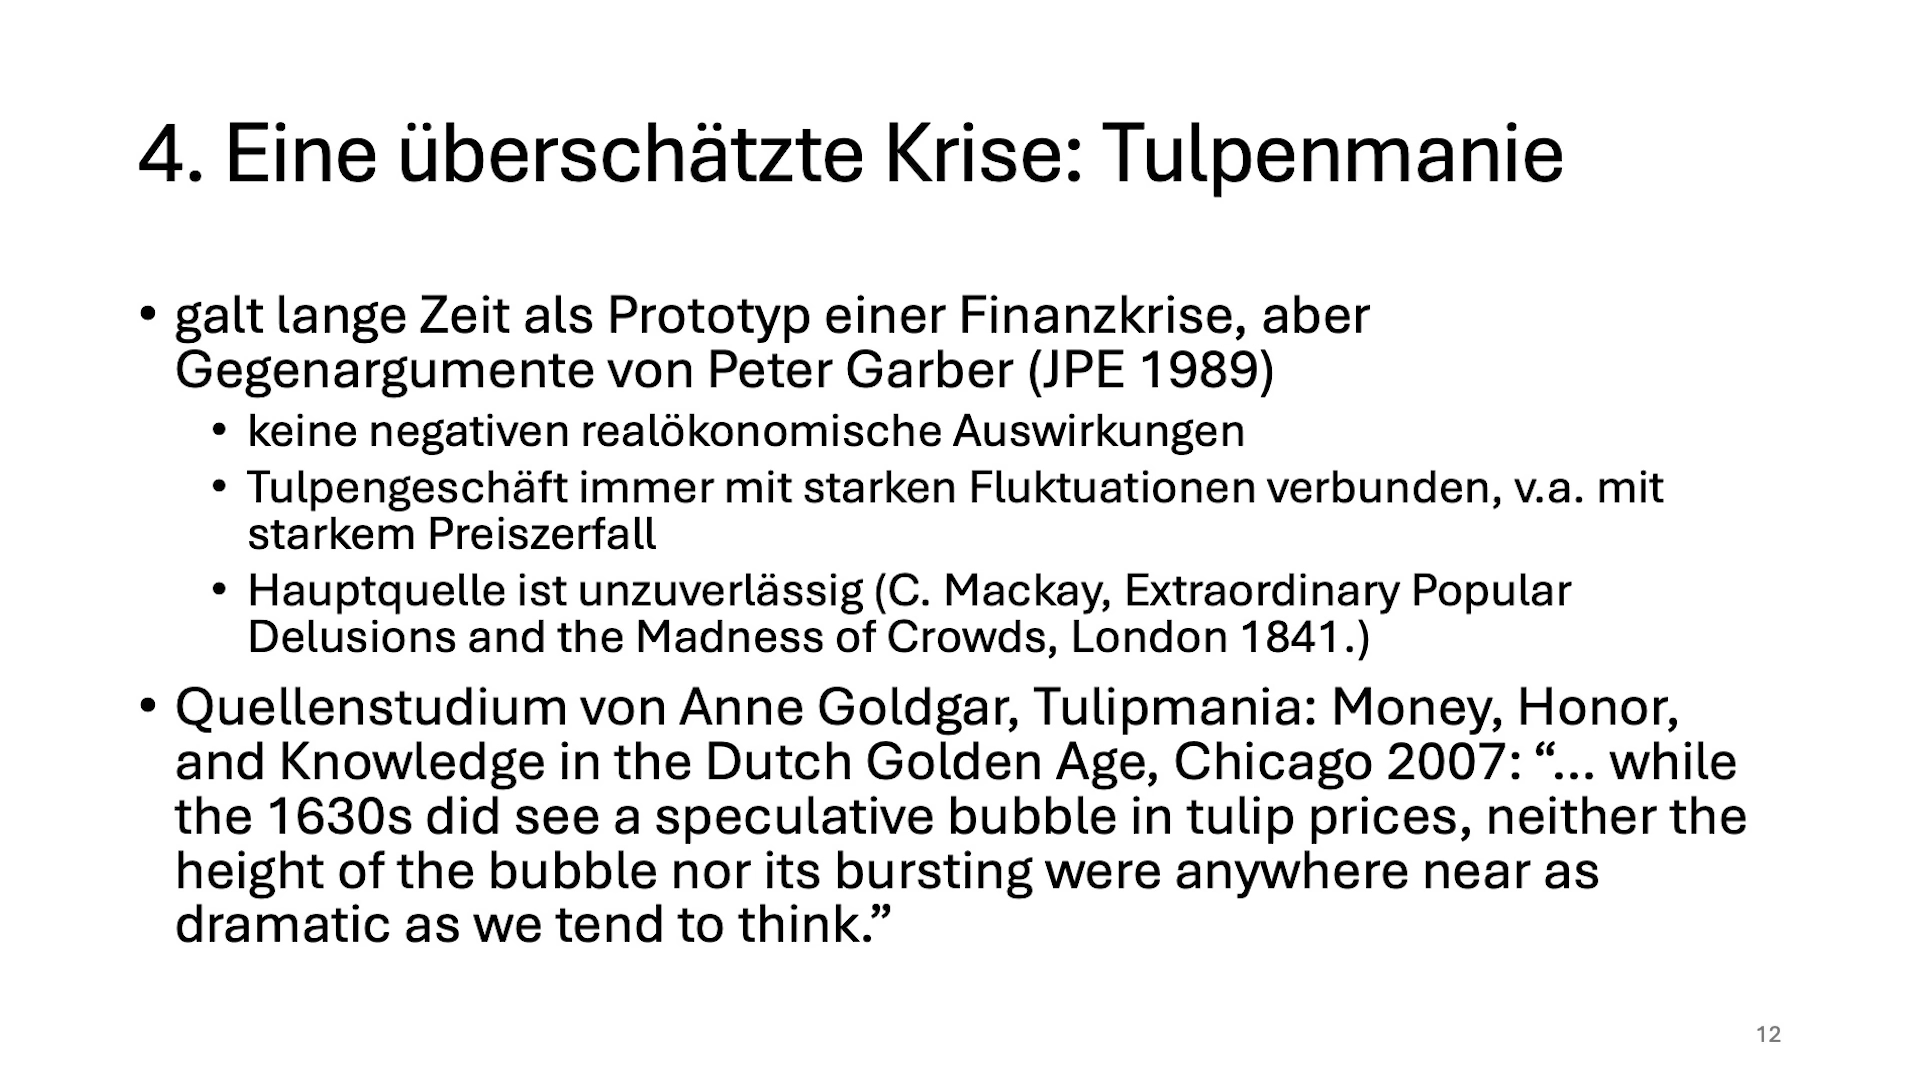 4. Eine überschätzte Krise: Tulpenmanie
• galt lange Zeit als Prototyp einer Finanzkrise, aber
Gegenargumente von Peter Garber (JPE 1989)
• keine negativen realökonomische Auswirkungen
• Tulpengeschäft immer mit starken Fluktuationen verbunden, v.a. mit
starkem Preiszerfall
• Hauptquelle ist unzuverlässig (C. Mackay, Extraordinary Popular
Delusions and the Madness of Crowds, London 1841.)
• Quellenstudium von Anne Goldgar, Tulipmania: Money, Honor,
and Knowledge in the Dutch Golden Age, Chicago 2007: “... while
the 1630s did see a speculative bubble in tulip prices, neither the
height of the bubble nor its bursting were anywhere near as
dramatic as we tend to think.”
12